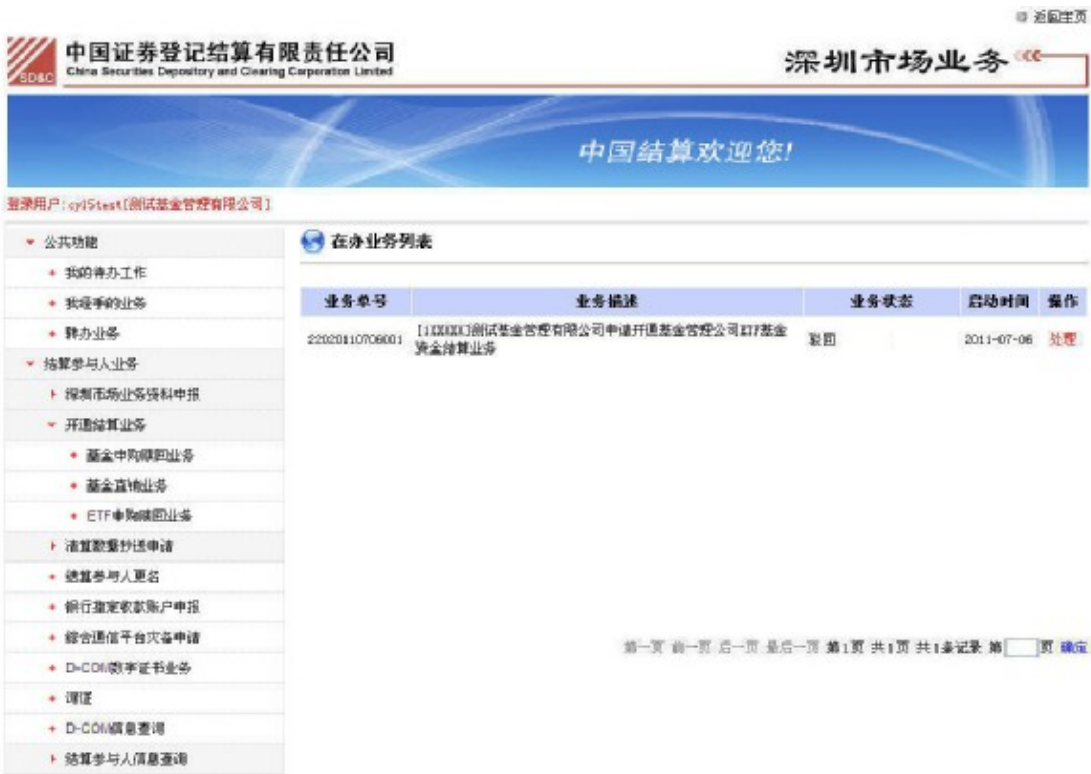 返回主页
中国证券登记结算有限责任公司
China Securities Depository and Clearing Corporation Limited
SD&C
深圳市场业务
中国结算欢迎您!
登录用户:cyl5test[测试基金管理有限公司]
公共功能
我的待办工作
我经手的业务
转办业务
结算参与人业务
深圳市场业务资料申报
开通结算业务
基金申购赎回业务
基金直销业务
ETF申购赎回业务
清算数据抄送申请
结算参与人更名
银行指定收款账户申报
综合通信平台灾备申请
D-COM数字证书业务
D-COM信息查询
结算参与人信息查询
在办业务列表
业务单号 业务描述 业务状态 启动时间 操作
22020110706001 [1XXXXX]测试基金管理有限公司申请开通基金管理公司ETF基金 驳回 2011-07-06 处理
资金结算业务
第一页 前一页 后一页 最后一页 第1页 共1页 共1条记录 第 页 确定